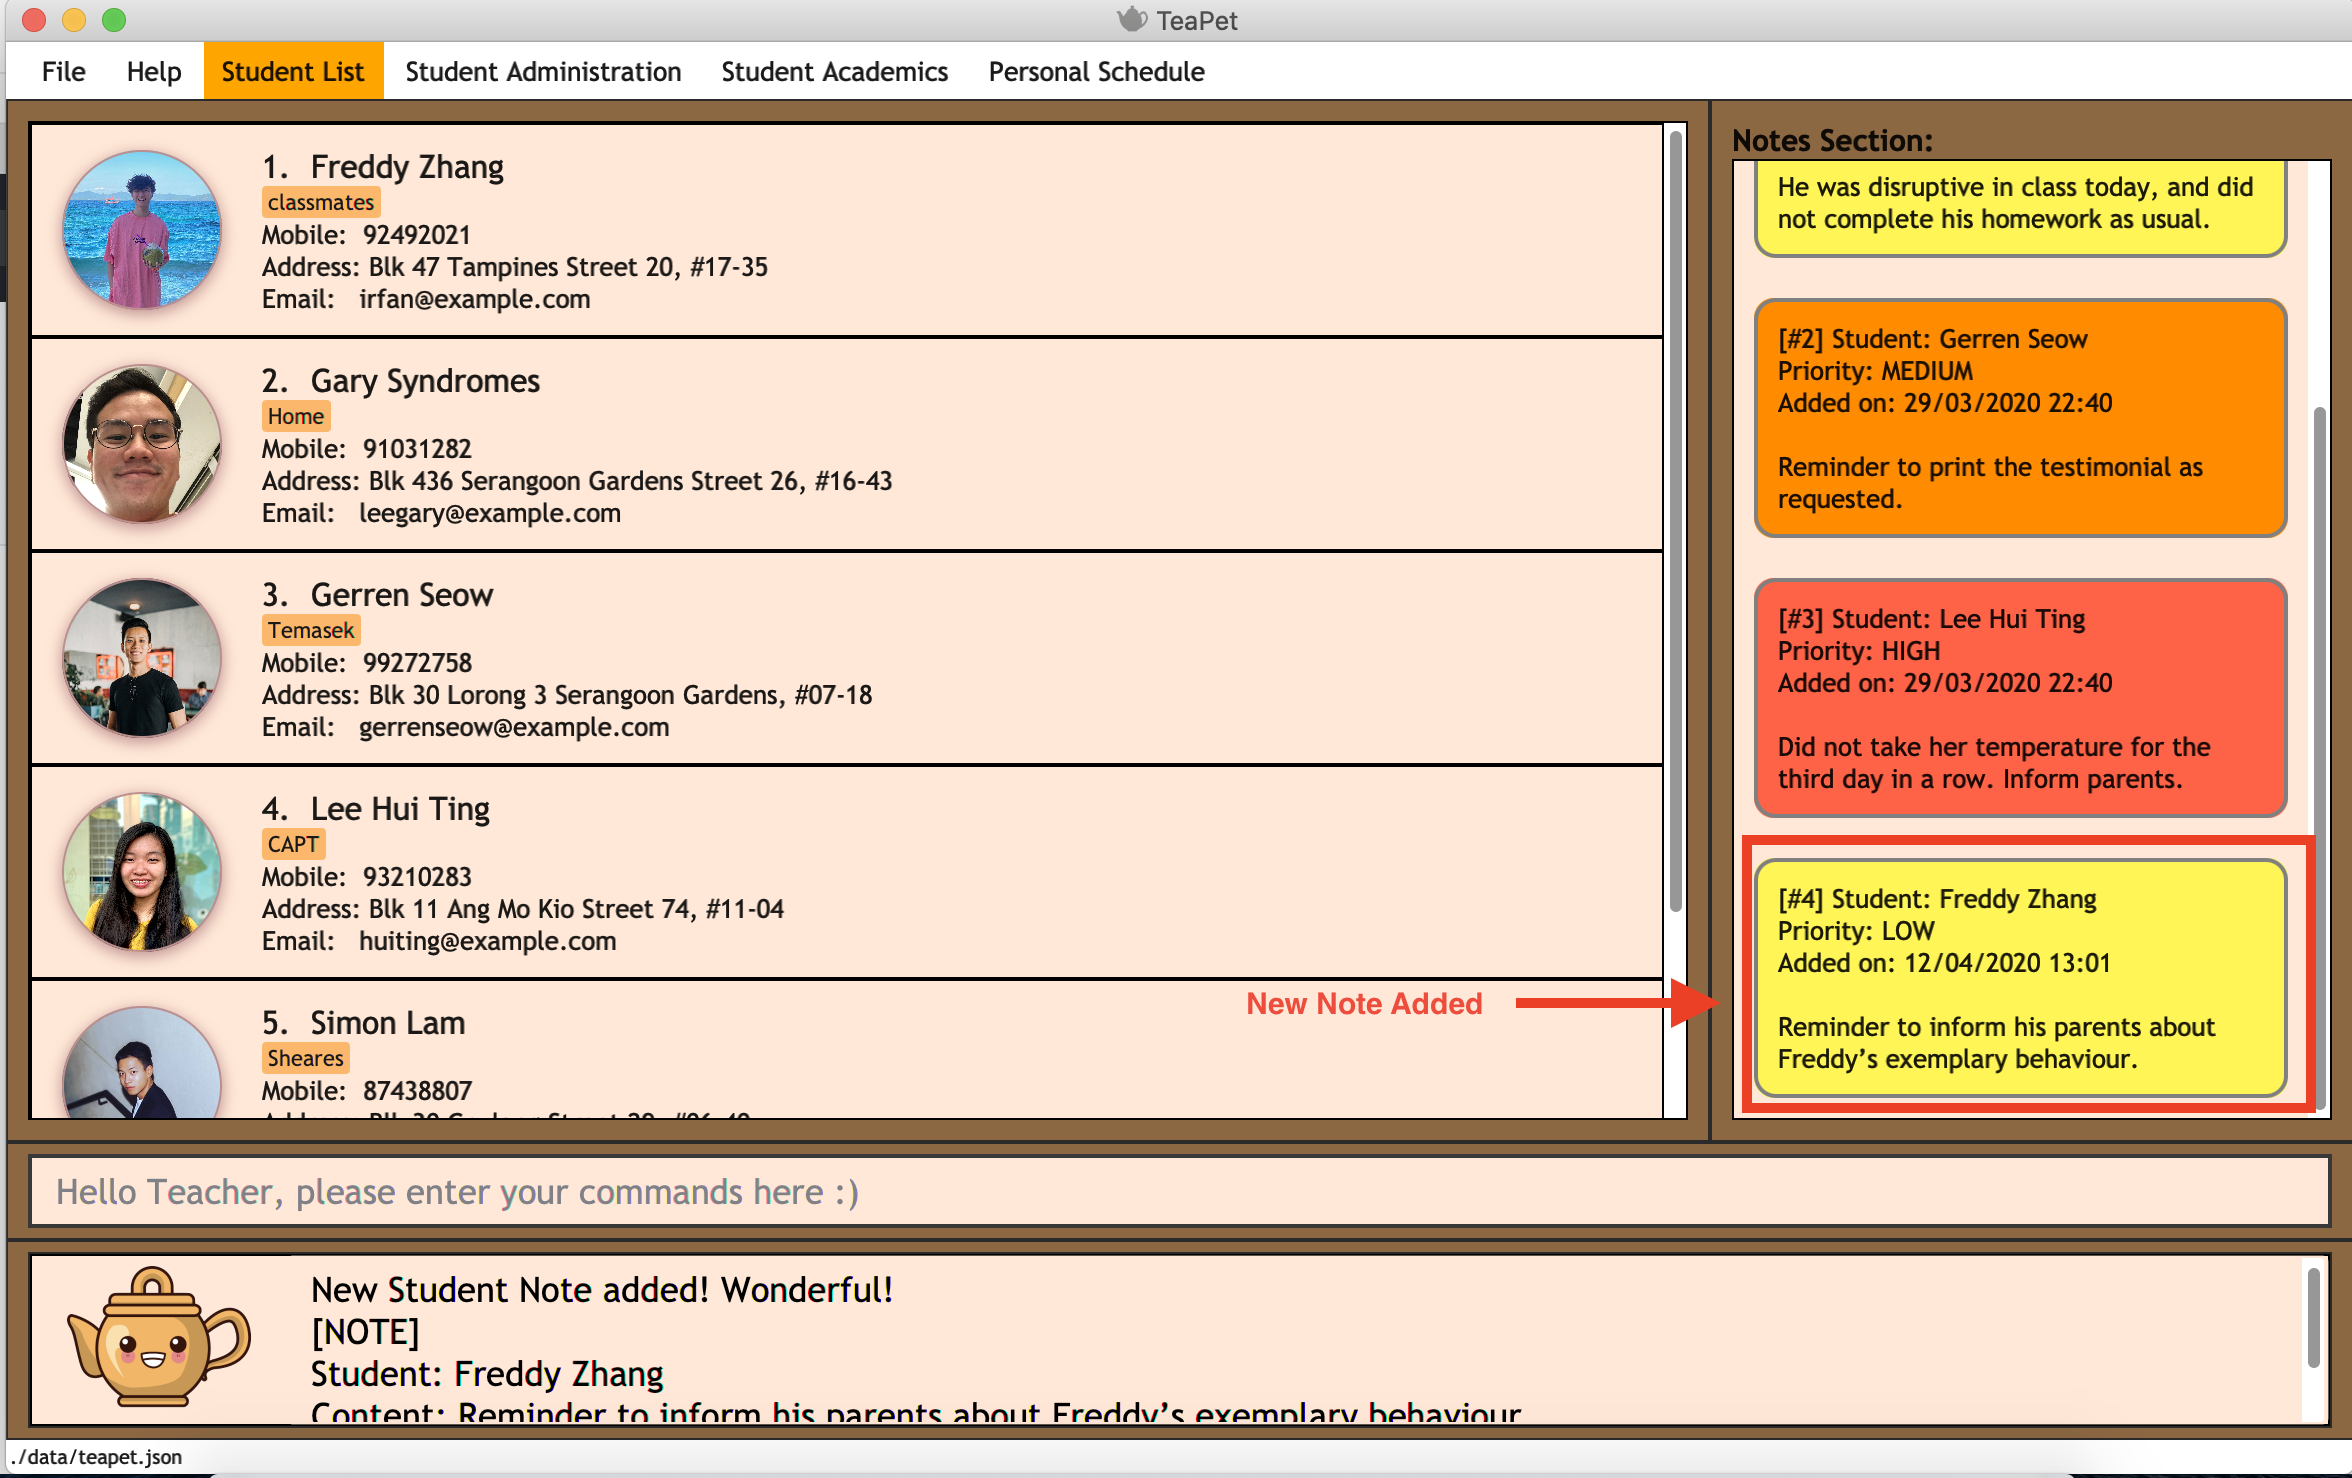 TeaPet
File Help Student List Student Administration Student Academics Personal Schedule
1. Freddy Zhang
classmates
Mobile: 92492021
Address: Blk 47 Tampines Street 20, #17-35
Email: irfan@example.com
2. Gary Syndromes
Home
Mobile: 91031282
Address: Blk 436 Serangoon Gardens Street 26, #16-43
Email: leegary@example.com
3. Gerren Seow
Temasek
Mobile: 99272758
Address: Blk 30 Lorong 3 Serangoon Gardens, #07-18
Email: gerrenseow@example.com
4. Lee Hui Ting
CAPT
Mobile: 93210283
Address: Blk 11 Ang Mo Kio Street 74, #11-04
Email: huiting@example.com
5. Simon Lam
Sheares
Mobile: 87438807
New Note Added
Notes Section:
He was disruptive in class today, and did
not complete his homework as usual.
[#2] Student: Gerren Seow
Priority: MEDIUM
Added on: 29/03/2020 22:40
Reminder to print the testimonial as
requested.
[#3] Student: Lee Hui Ting
Priority: HIGH
Added on: 29/03/2020 22:40
Did not take her temperature for the
third day in a row. Inform parents.
[#4] Student: Freddy Zhang
Priority: LOW
Added on: 12/04/2020 13:01
Reminder to inform his parents about
Freddy’s exemplary behaviour.
Hello Teacher, please enter your commands here :)
New Student Note added! Wonderful!
[NOTE]
Student: Freddy Zhang
Content: Reminder to inform his parents about Freddy’s exemplary behaviour
./data/teapet.json